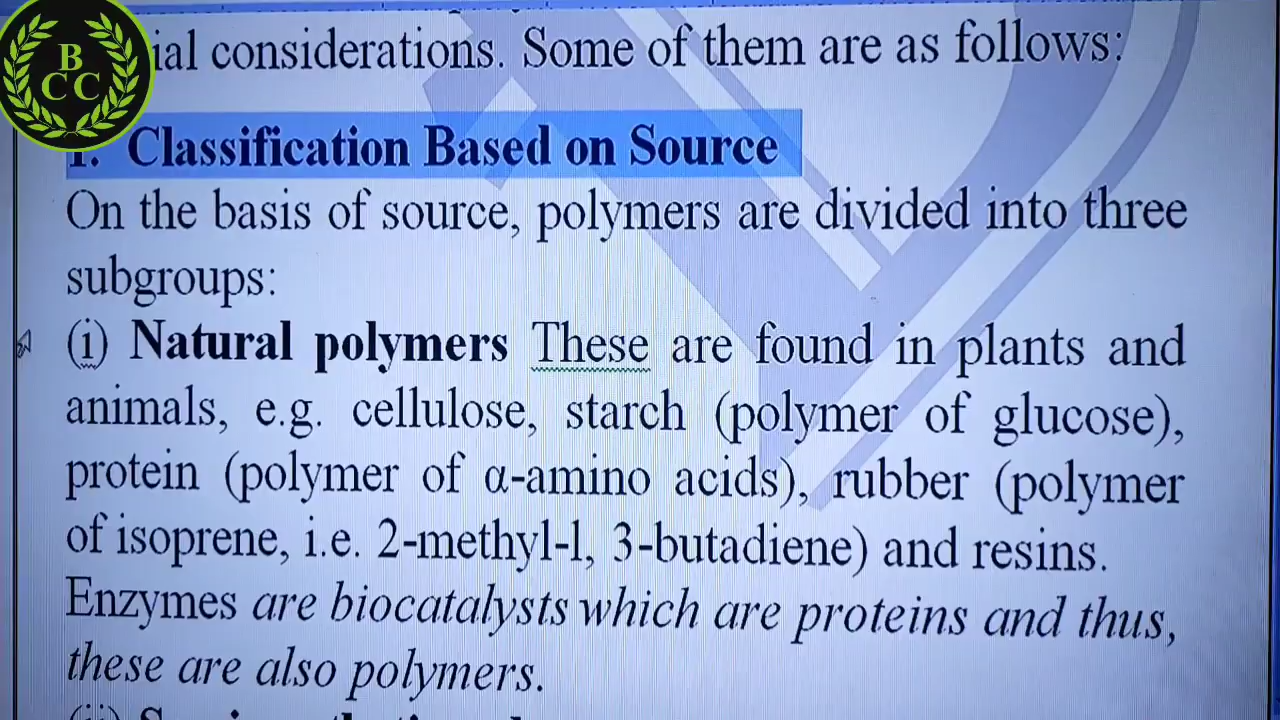 B
CC
ial considerations. Some of them are as follows:
1. Classification Based on Source
On the basis of source, polymers are divided into three
subgroups:
(i) Natural polymers These are found in plants and
animals, e.g. cellulose, starch (polymer of glucose),
protein (polymer of α-amino acids), rubber (polymer
of isoprene, i.e. 2-methyl-l, 3-butadiene) and resins.
Enzymes are biocatalysts which are proteins and thus,
these are also polymers.